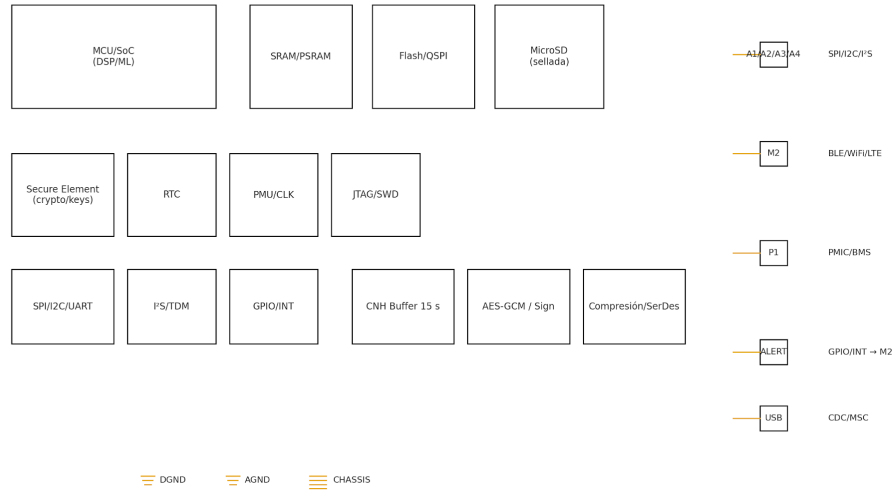 MCU/SoC
(DSP/ML)
SRAM/PSRAM
Flash/QSPI
MicroSD
(sellada)
A1/A2/A3/A4
SPI/I2C/I²S
M2
BLE/WiFi/LTE
Secure Element
(crypto/keys)
RTC
PMU/CLK
JTAG/SWD
P1
PMIC/BMS
SPI/I2C/UART
I²S/TDM
GPIO/INT
CNH Buffer 15 s
AES-GCM / Sign
Compresión/SerDes
ALERT
GPIO/INT → M2
USB
CDC/MSC
DGND
AGND
CHASSIS